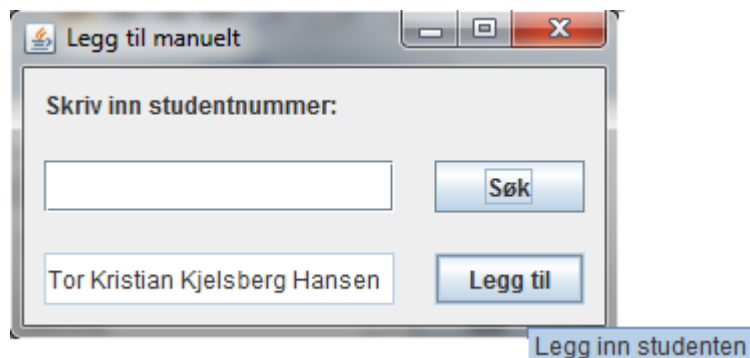 Legg til manuelt
Skriv inn studentnummer:
Søk
Tor Kristian Kjelsberg Hansen
Legg til
Legg inn studenten